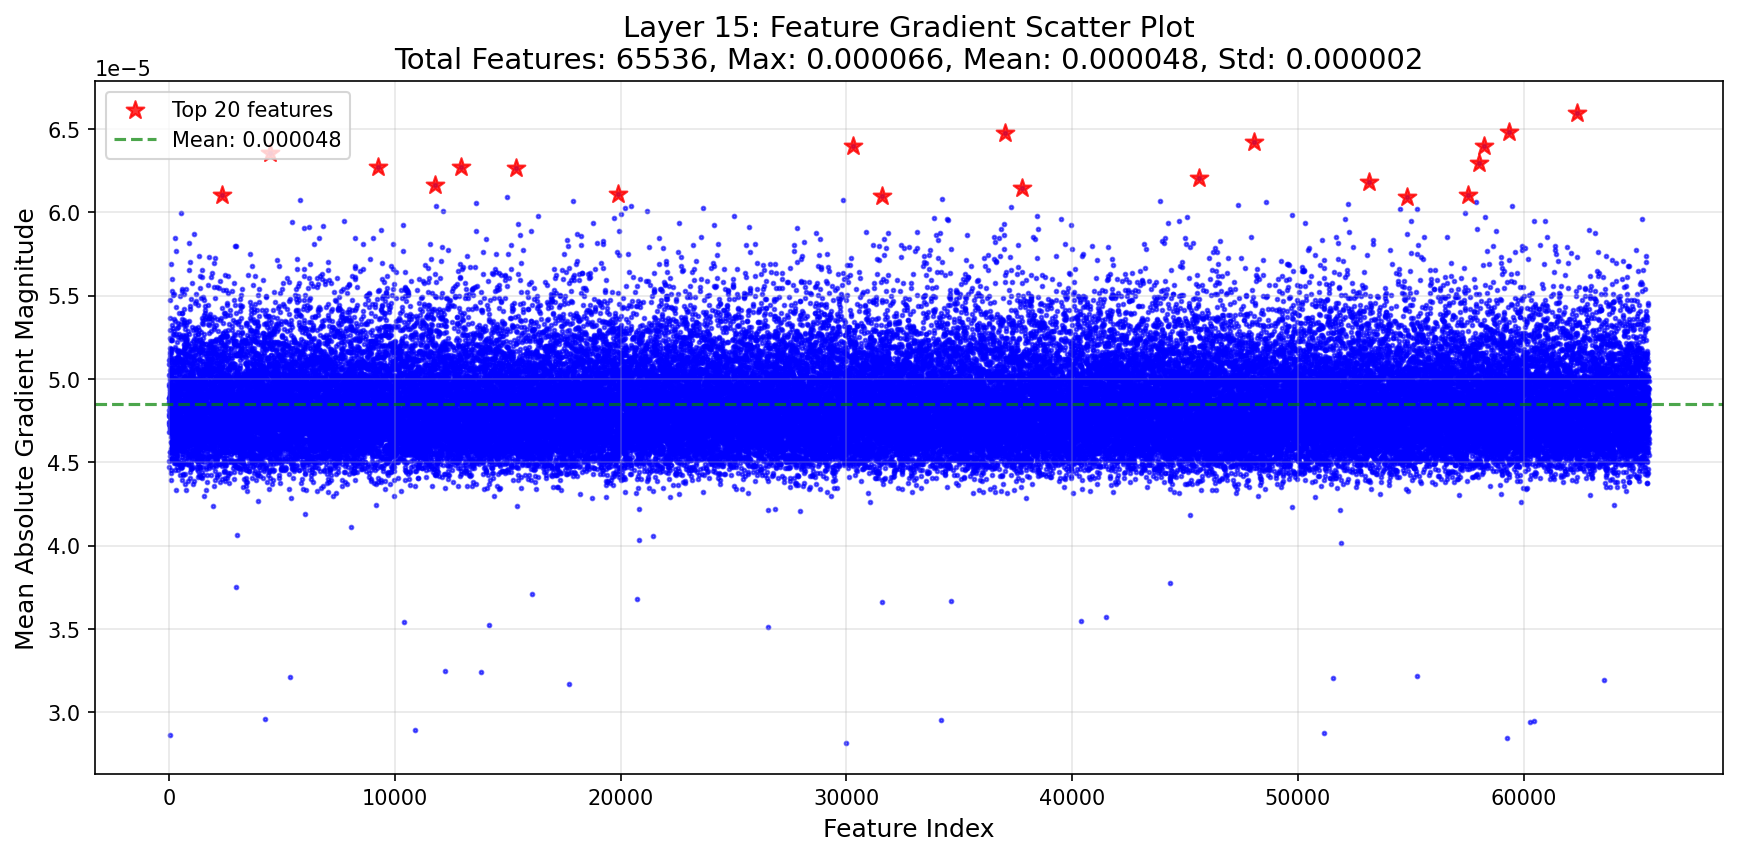 Layer 15: Feature Gradient Scatter Plot
Total Features: 65536, Max: 0.000066, Mean: 0.000048, Std: 0.000002
1e−5
Top 20 features
Mean: 0.000048
6.5
6.0
5.5
5.0
4.5
4.0
3.5
3.0
Mean Absolute Gradient Magnitude
0
10000
20000
30000
40000
50000
60000
Feature Index